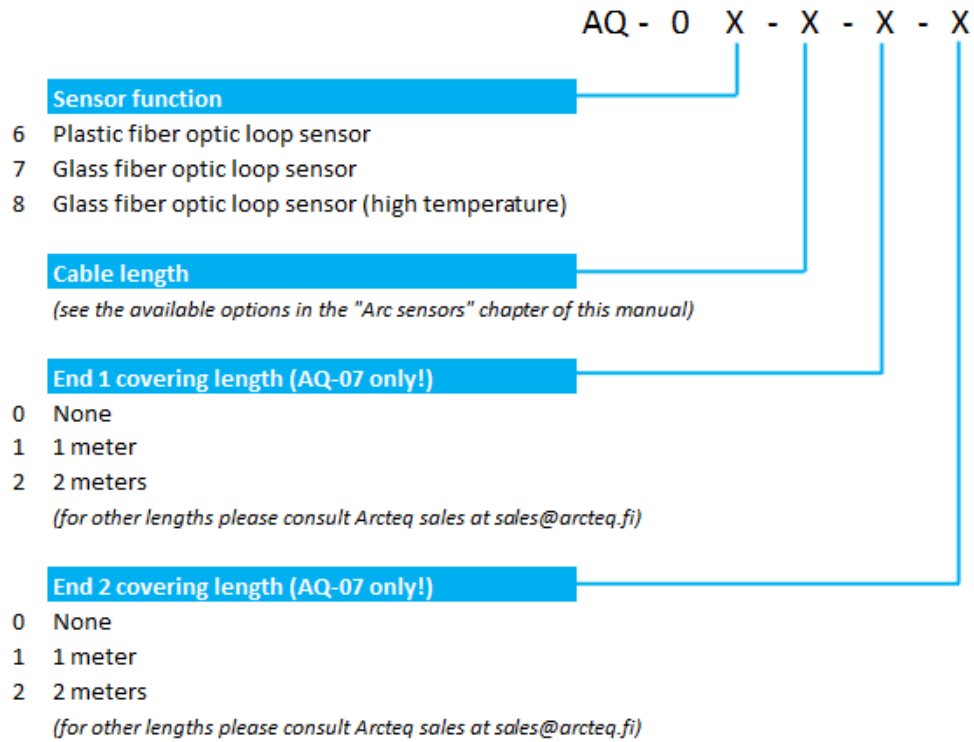 AQ - 0 X - X - X - X
Sensor function
6 Plastic fiber optic loop sensor
7 Glass fiber optic loop sensor
8 Glass fiber optic loop sensor (high temperature)
Cable length
(see the available options in the "Arc sensors" chapter of this manual)
End 1 covering length (AQ-07 only!)
0 None
1 1 meter
2 2 meters
(for other lengths please consult Arcteq sales at sales@arcteq.fi)
End 2 covering length (AQ-07 only!)
0 None
1 1 meter
2 2 meters
(for other lengths please consult Arcteq sales at sales@arcteq.fi)